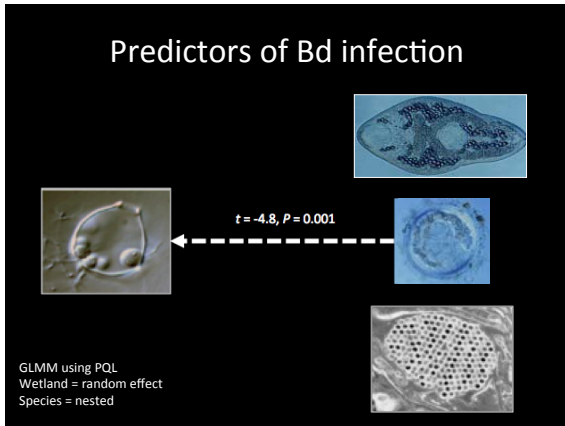 Predictors of Bd infection
t = -4.8, P = 0.001
GLMM using PQL
Wetland = random effect
Species = nested